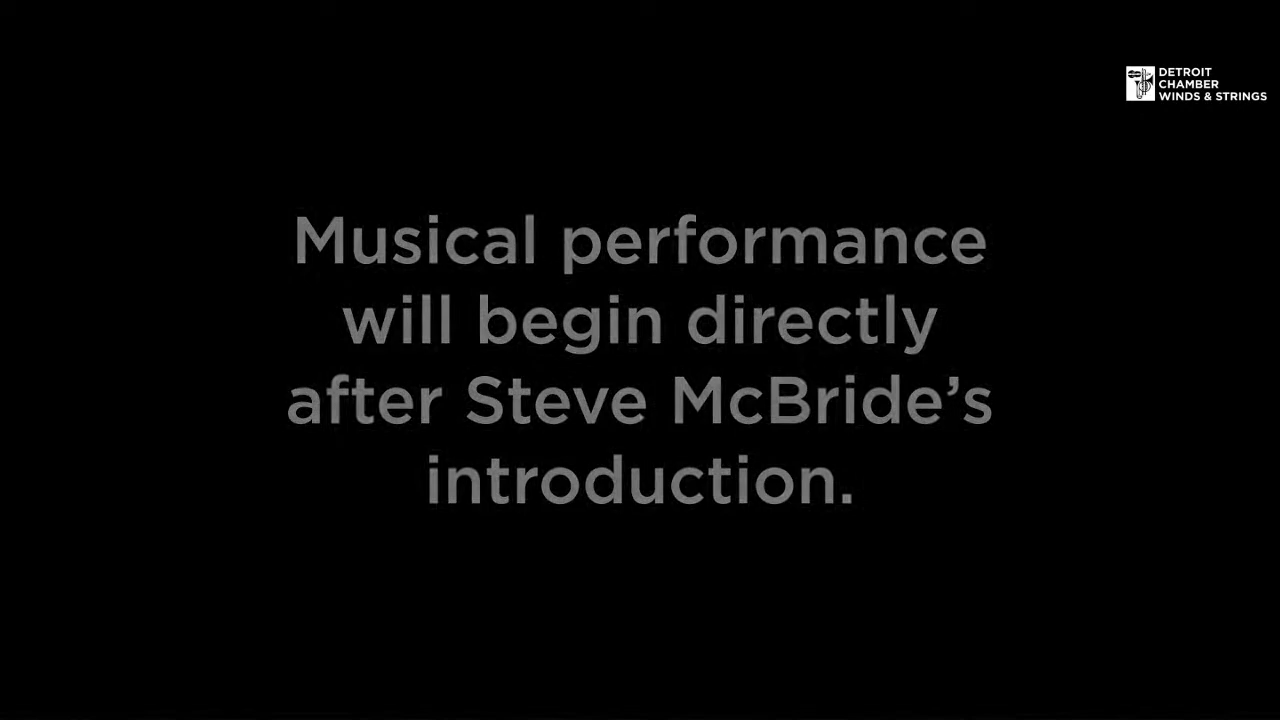 DETROIT
CHAMBER
WINDS & STRINGS
Musical performance
will begin directly
after Steve McBride’s
introduction.